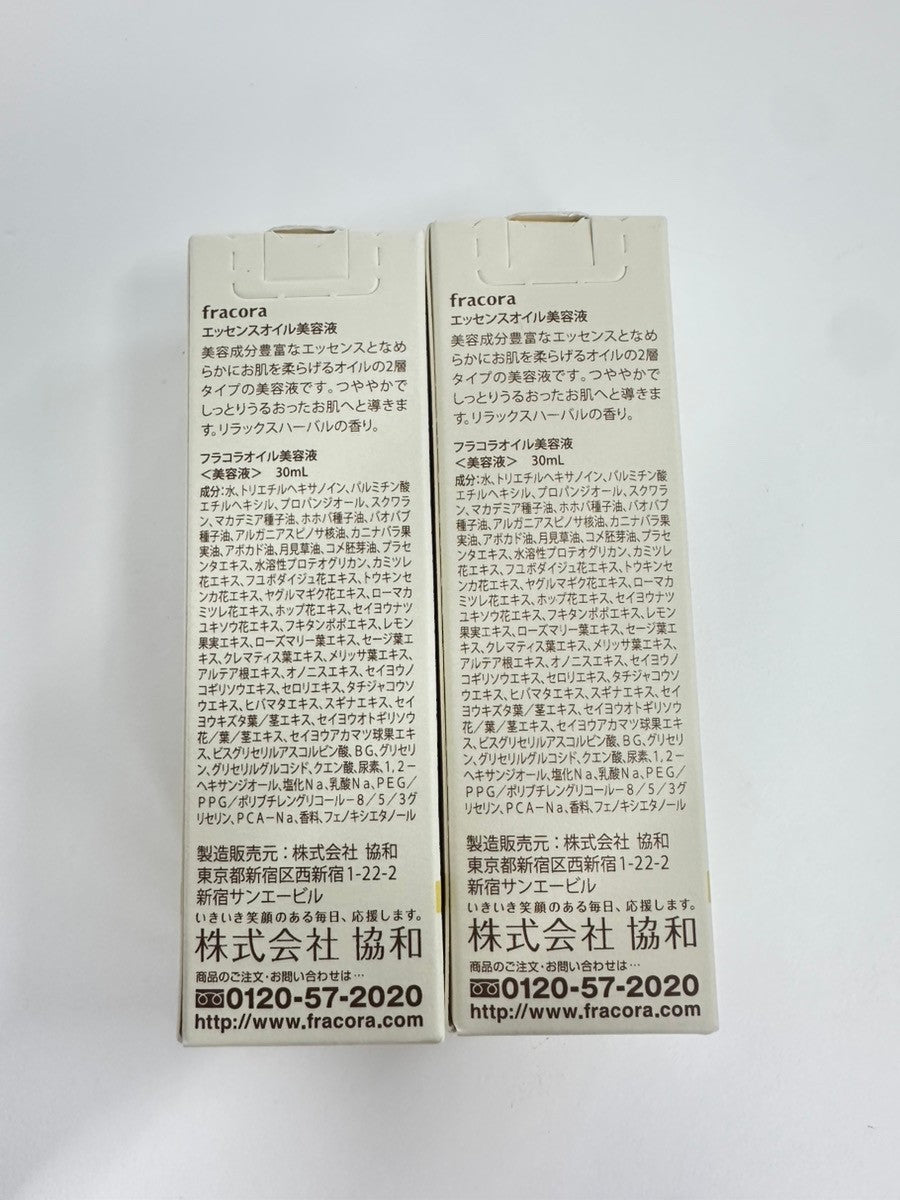 fracora
エッセンスオイル美容液
美容成分豊富なエッセンスとなめ
らかにお肌を柔らげるオイルの2層
タイプの美容液です。つややかで
しっとりうるおったお肌へと導きま
す。リラックスハーバルの香り。
フラコラオイル美容液
<美容液> 30mL
成分:水、トリエチルヘキサノイン、パルミチン酸
エチルヘキシル、プロパンジオール、スクワラ
ン、マカデミア種子油、ホホバ種子油、バオバブ
種子油、アルガニアスピノサ核油、カニナバラ果
実油、アボカド油、月見草油、コメ胚芽油、プラセ
ンタエキス、水溶性プロテオグリカン、カミツレ
花エキス、フユボダイジュ花エキス、トウキンセ
ンカ花エキス、ヤグルマギク花エキス、ローマカ
ミツレ花エキス、ホップ花エキス、セイヨウナツ
ユキソウ花エキス、フキタンポポエキス、レモン
果実エキス、ローズマリー葉エキス、セージ葉エ
キス、クレマティス葉エキス、メリッサ葉エキス、
アルテア根エキス、オノニスエキス、セイヨウノ
コギリソウエキス、セロリエキス、タチジャコウソ
ウエキス、ヒバマタエキス、スギナエキス、セイ
ヨウキズタ葉/茎エキス、セイヨウオトギリソウ
花/葉/茎エキス、セイヨウアカマツ球果エキ
ス、ビスグリセリルアスコルビン酸、BG、グリセリ
ン、グリセリルグルコシド、クエン酸、尿素、1,2-
ヘキサンジオール、塩化Na、乳酸Na、PEG/
PPG/ポリブチレングリコール-8/5/3グ
リセリン、PCA-Na、香料、フェノキシエタノール
製造販売元:株式会社 協和
東京都新宿区西新宿1-22-2
新宿サンエービル
いきいき笑顔のある毎日、応援します。
株式会社 協和
商品のご注文・お問い合わせは…
0120-57-2020
http://www.fracora.com
fracora
エッセンスオイル美容液
美容成分豊富なエッセンスとなめ
らかにお肌を柔らげるオイルの2層
タイプの美容液です。つややかで
しっとりうるおったお肌へと導きま
す。リラックスハーバルの香り。
フラコラオイル美容液
<美容液> 30mL
成分:水、トリエチルヘキサノイン、パルミチン酸
エチルヘキシル、プロパンジオール、スクワラ
ン、マカデミア種子油、ホホバ種子油、バオバブ
種子油、アルガニアスピノサ核油、カニナバラ果
実油、アボカド油、月見草油、コメ胚芽油、プラセ
ンタエキス、水溶性プロテオグリカン、カミツレ
花エキス、フユボダイジュ花エキス、トウキンセ
ンカ花エキス、ヤグルマギク花エキス、ローマカ
ミツレ花エキス、ホップ花エキス、セイヨウナツ
ユキソウ花エキス、フキタンポポエキス、レモン
果実エキス、ローズマリー葉エキス、セージ葉エ
キス、クレマティス葉エキス、メリッサ葉エキス、
アルテア根エキス、オノニスエキス、セイヨウノ
コギリソウエキス、セロリエキス、タチジャコウソ
ウエキス、ヒバマタエキス、スギナエキス、セイ
ヨウキズタ葉/茎エキス、セイヨウオトギリソウ
花/葉/茎エキス、セイヨウアカマツ球果エキ
ス、ビスグリセリルアスコルビン酸、BG、グリセリ
ン、グリセリルグルコシド、クエン酸、尿素、1,2-
ヘキサンジオール、塩化Na、乳酸Na、PEG/
PPG/ポリブチレングリコール-8/5/3グ
リセリン、PCA-Na、香料、フェノキシエタノール
製造販売元:株式会社 協和
東京都新宿区西新宿1-22-2
新宿サンエービル
いきいき笑顔のある毎日、応援します。
株式会社 協和
商品のご注文・お問い合わせは…
0120-57-2020
http://www.fracora.com